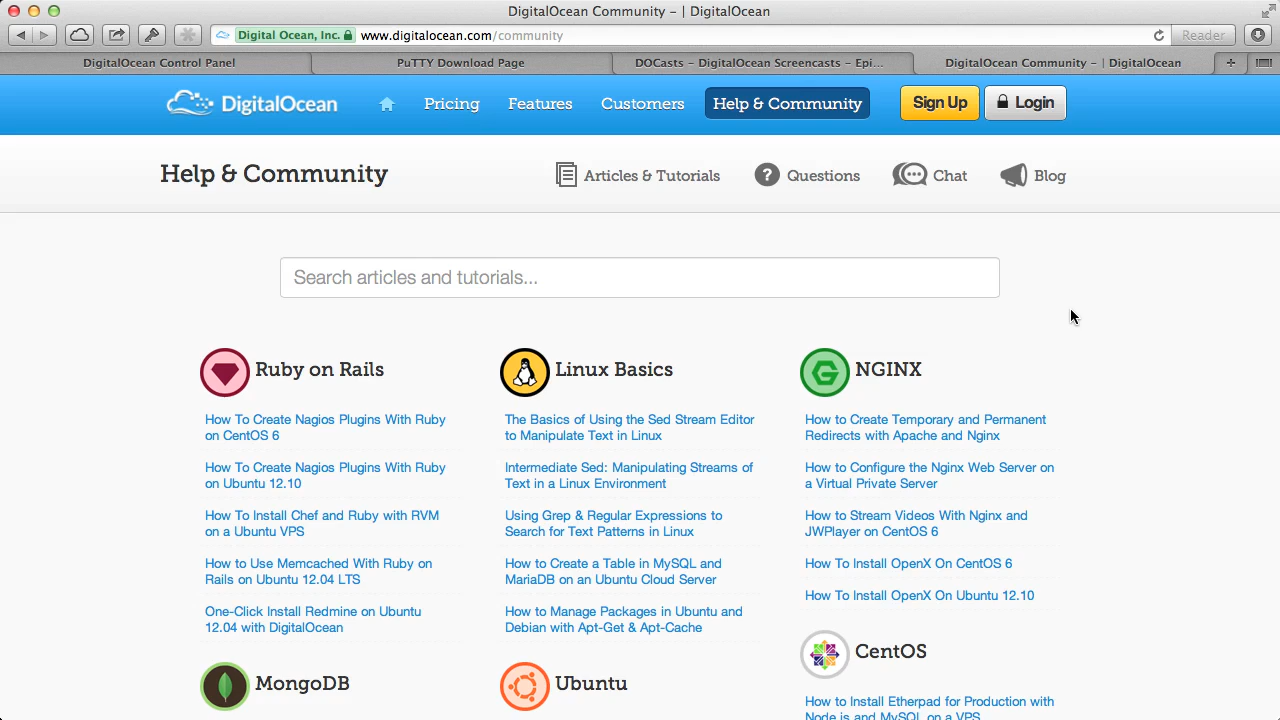 DigitalOcean Community – | DigitalOcean
Digital Ocean, Inc. www.digitalocean.com/community
Reader
DigitalOcean Control Panel
PuTTY Download Page
DOCasts – DigitalOcean Screencasts – Epi...
DigitalOcean Community – | DigitalOcean
DigitalOcean
Pricing
Features
Customers
Help & Community
Sign Up
Login
Help & Community
Articles & Tutorials
Questions
Chat
Blog
Search articles and tutorials...
Ruby on Rails
How To Create Nagios Plugins With Ruby
on CentOS 6
How To Create Nagios Plugins With Ruby
on Ubuntu 12.10
How To Install Chef and Ruby with RVM
on a Ubuntu VPS
How to Use Memcached With Ruby on
Rails on Ubuntu 12.04 LTS
One-Click Install Redmine on Ubuntu
12.04 with DigitalOcean
MongoDB
Linux Basics
The Basics of Using the Sed Stream Editor
to Manipulate Text in Linux
Intermediate Sed: Manipulating Streams of
Text in a Linux Environment
Using Grep & Regular Expressions to
Search for Text Patterns in Linux
How to Create a Table in MySQL and
MariaDB on an Ubuntu Cloud Server
How to Manage Packages in Ubuntu and
Debian with Apt-Get & Apt-Cache
Ubuntu
NGINX
How to Create Temporary and Permanent
Redirects with Apache and Nginx
How to Configure the Nginx Web Server on
a Virtual Private Server
How to Stream Videos With Nginx and
JWPlayer on CentOS 6
How To Install OpenX On CentOS 6
How To Install OpenX On Ubuntu 12.10
CentOS
How to Install Etherpad for Production with
Node.js and MySQL on a VPS